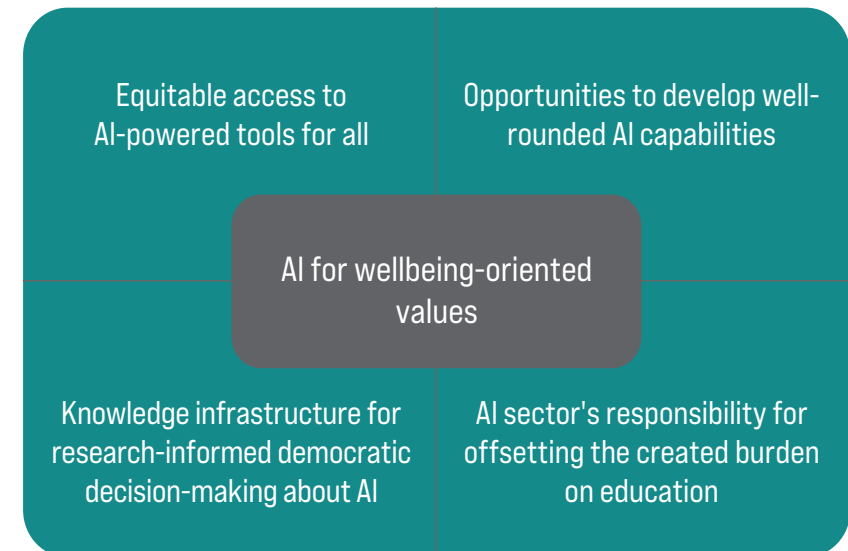 Equitable access to
AI-powered tools for all
Opportunities to develop well-
rounded AI capabilities
AI for wellbeing-oriented
values
Knowledge infrastructure for
research-informed democratic
decision-making about AI
AI sector's responsibility for
offsetting the created burden
on education